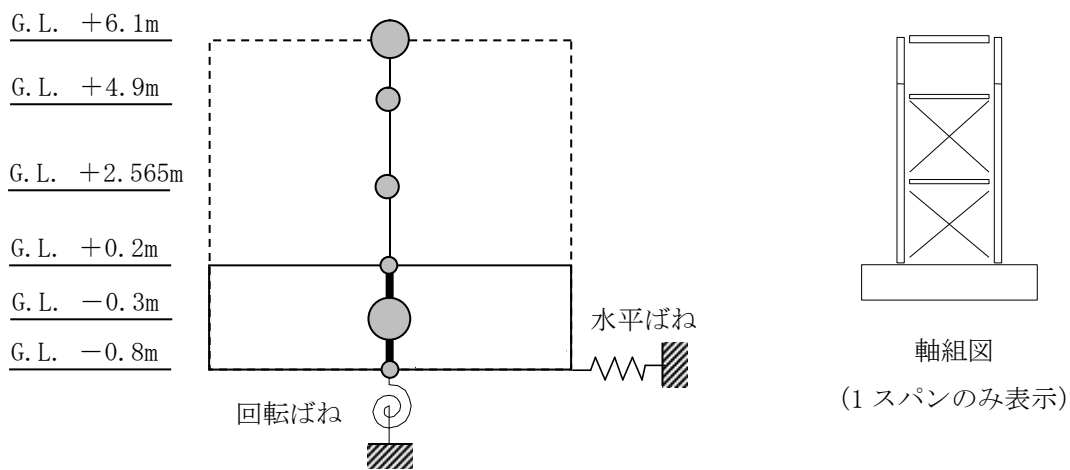 G.L. +6.1m
G.L. +4.9m
G.L. +2.565m
G.L. +0.2m
G.L. -0.3m
G.L. -0.8m
水平ばね
回転ばね
軸組図
(1 スパンのみ表示)